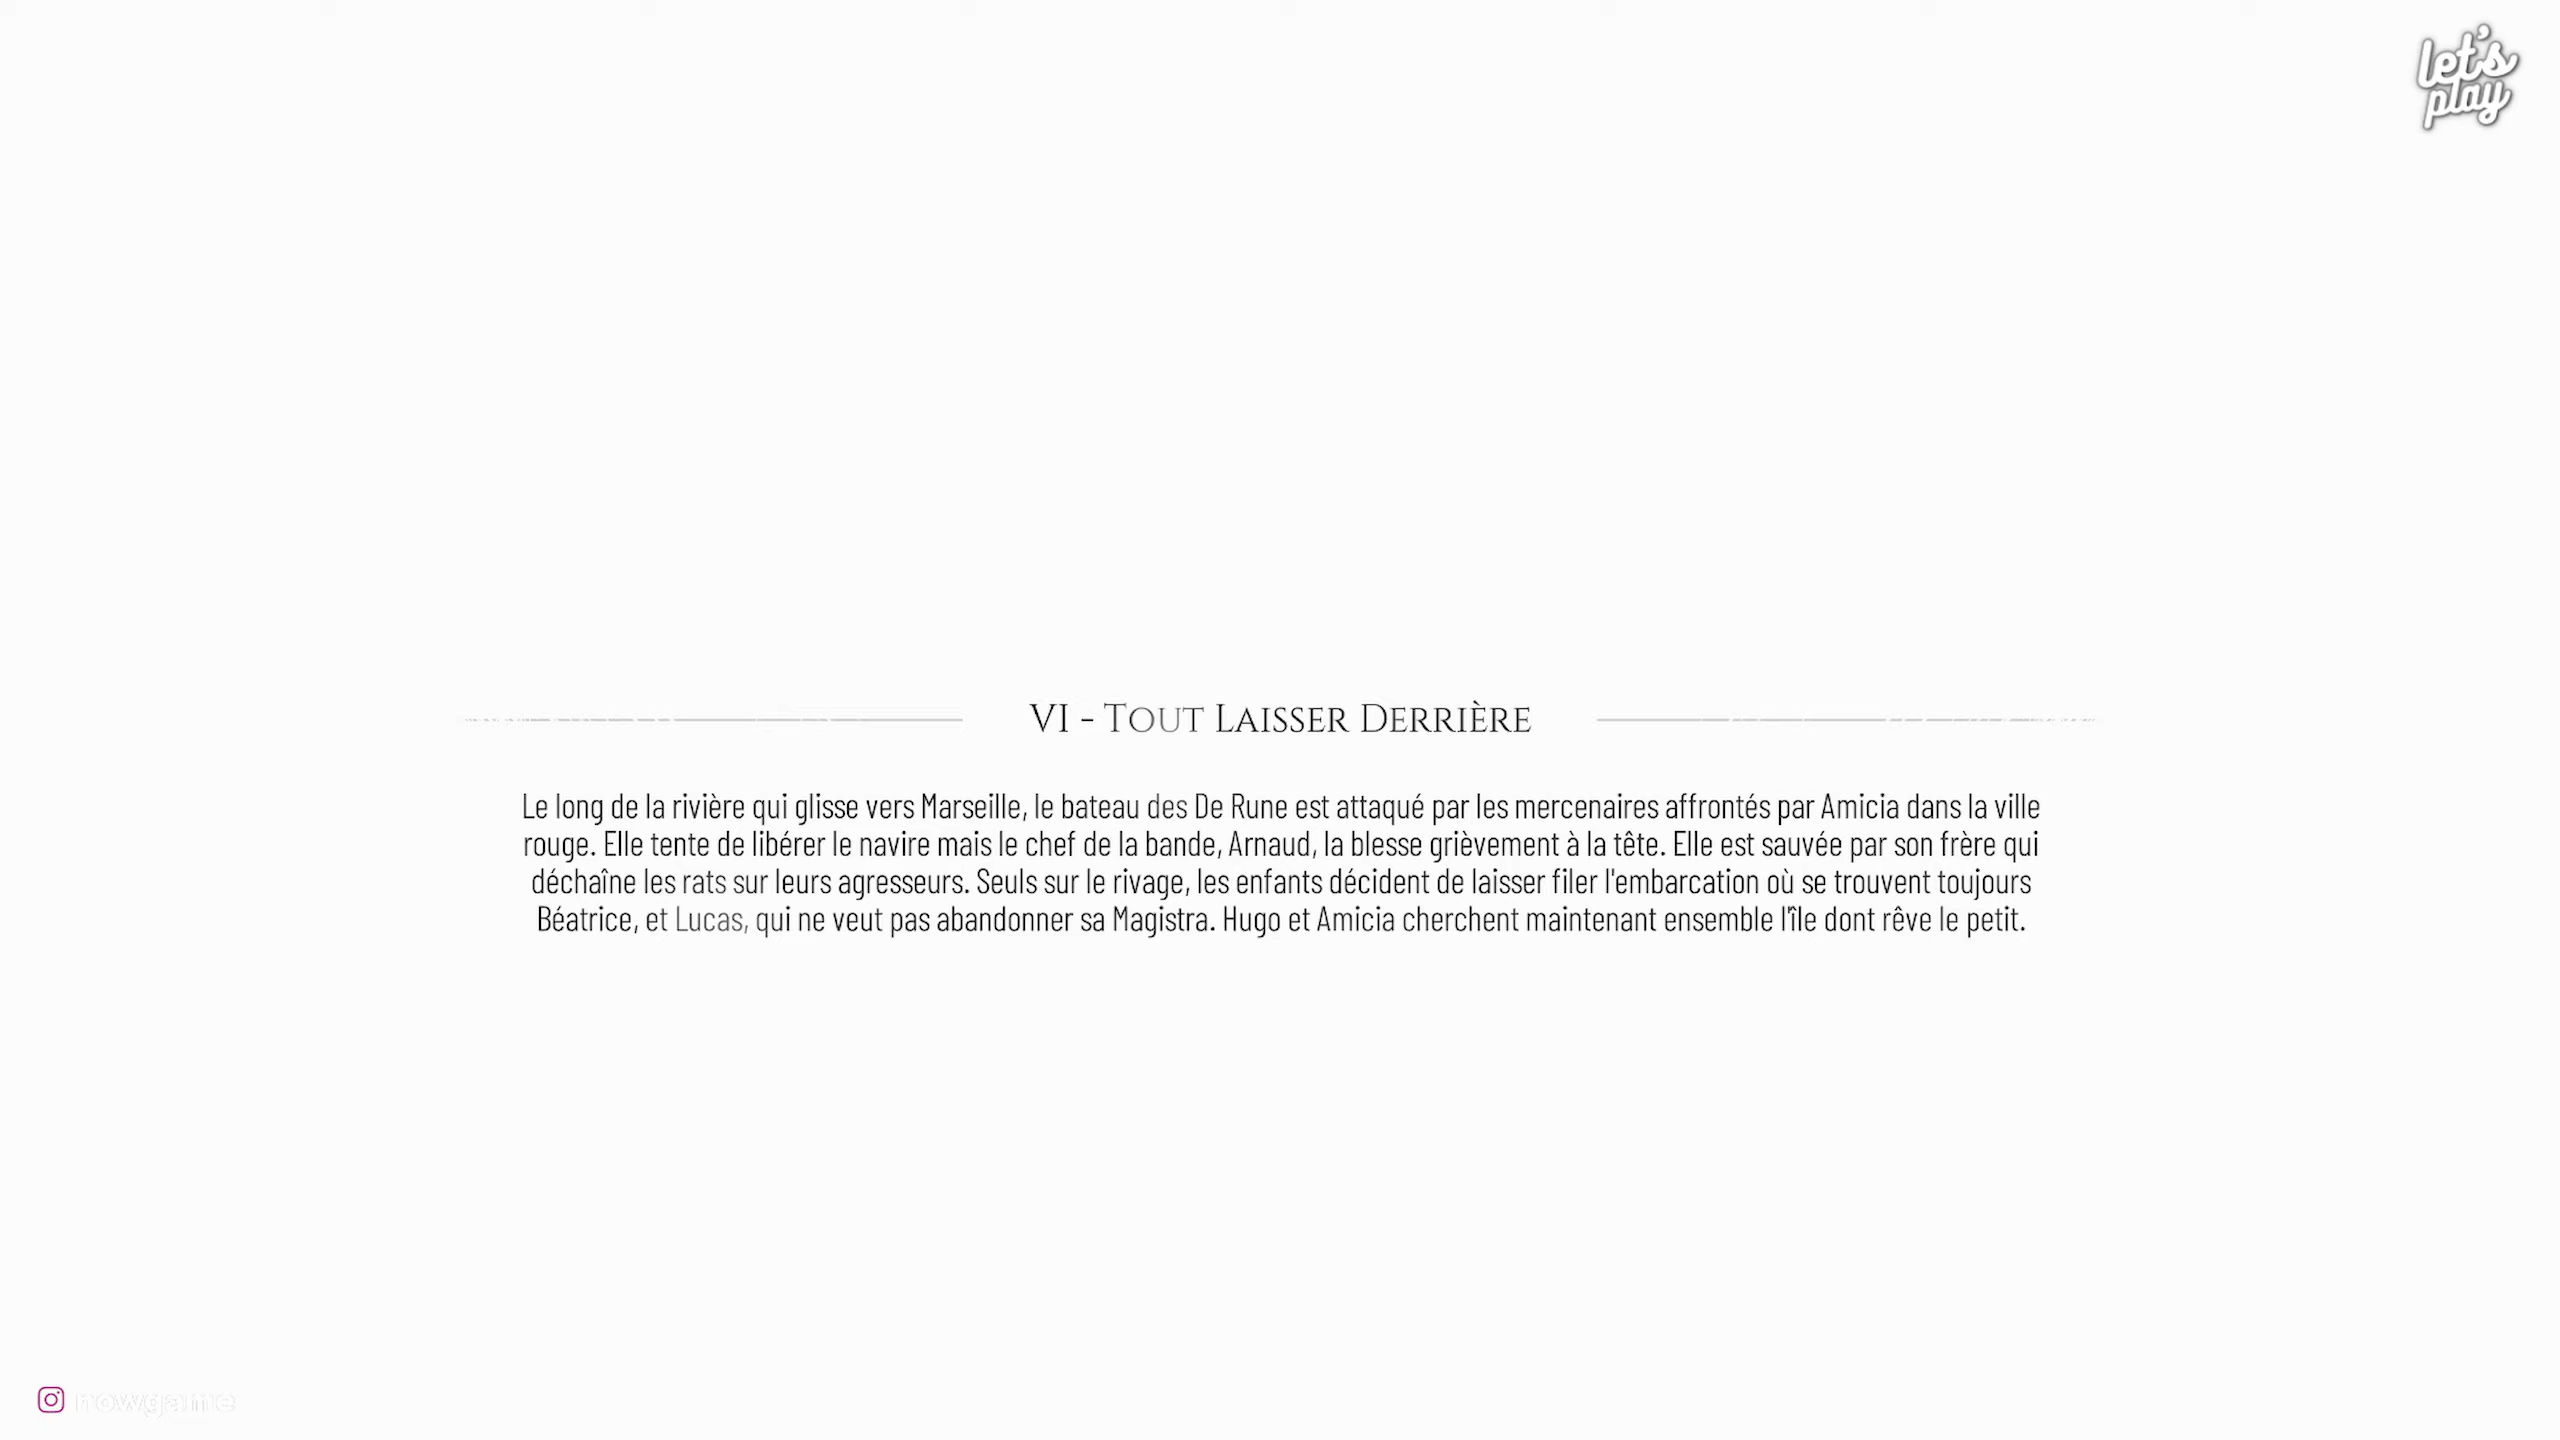 let's
play
VI - Tout Laisser Derrière
Le long de la rivière qui glisse vers Marseille, le bateau des De Rune est attaqué par les mercenaires affrontés par Amicia dans la ville
rouge. Elle tente de libérer le navire mais le chef de la bande, Arnaud, la blesse grièvement à la tête. Elle est sauvée par son frère qui
déchaîne les rats sur leurs agresseurs. Seuls sur le rivage, les enfants décident de laisser filer l'embarcation où se trouvent toujours
Béatrice, et Lucas, qui ne veut pas abandonner sa Magistra. Hugo et Amicia cherchent maintenant ensemble l'île dont rêve le petit.
nowgame